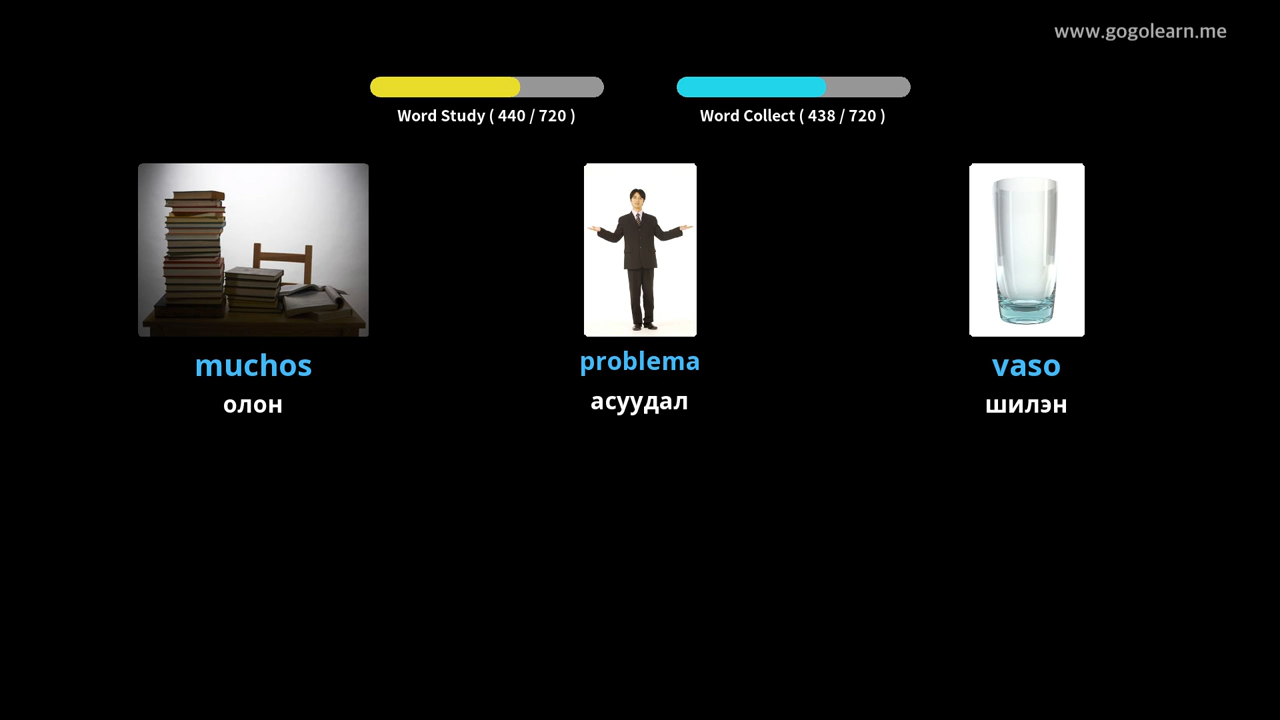 www.gogolearn.me
Word Study ( 440 / 720 )
Word Collect ( 438 / 720 )
muchos
problema
vaso
олон
асуудал
шилэн